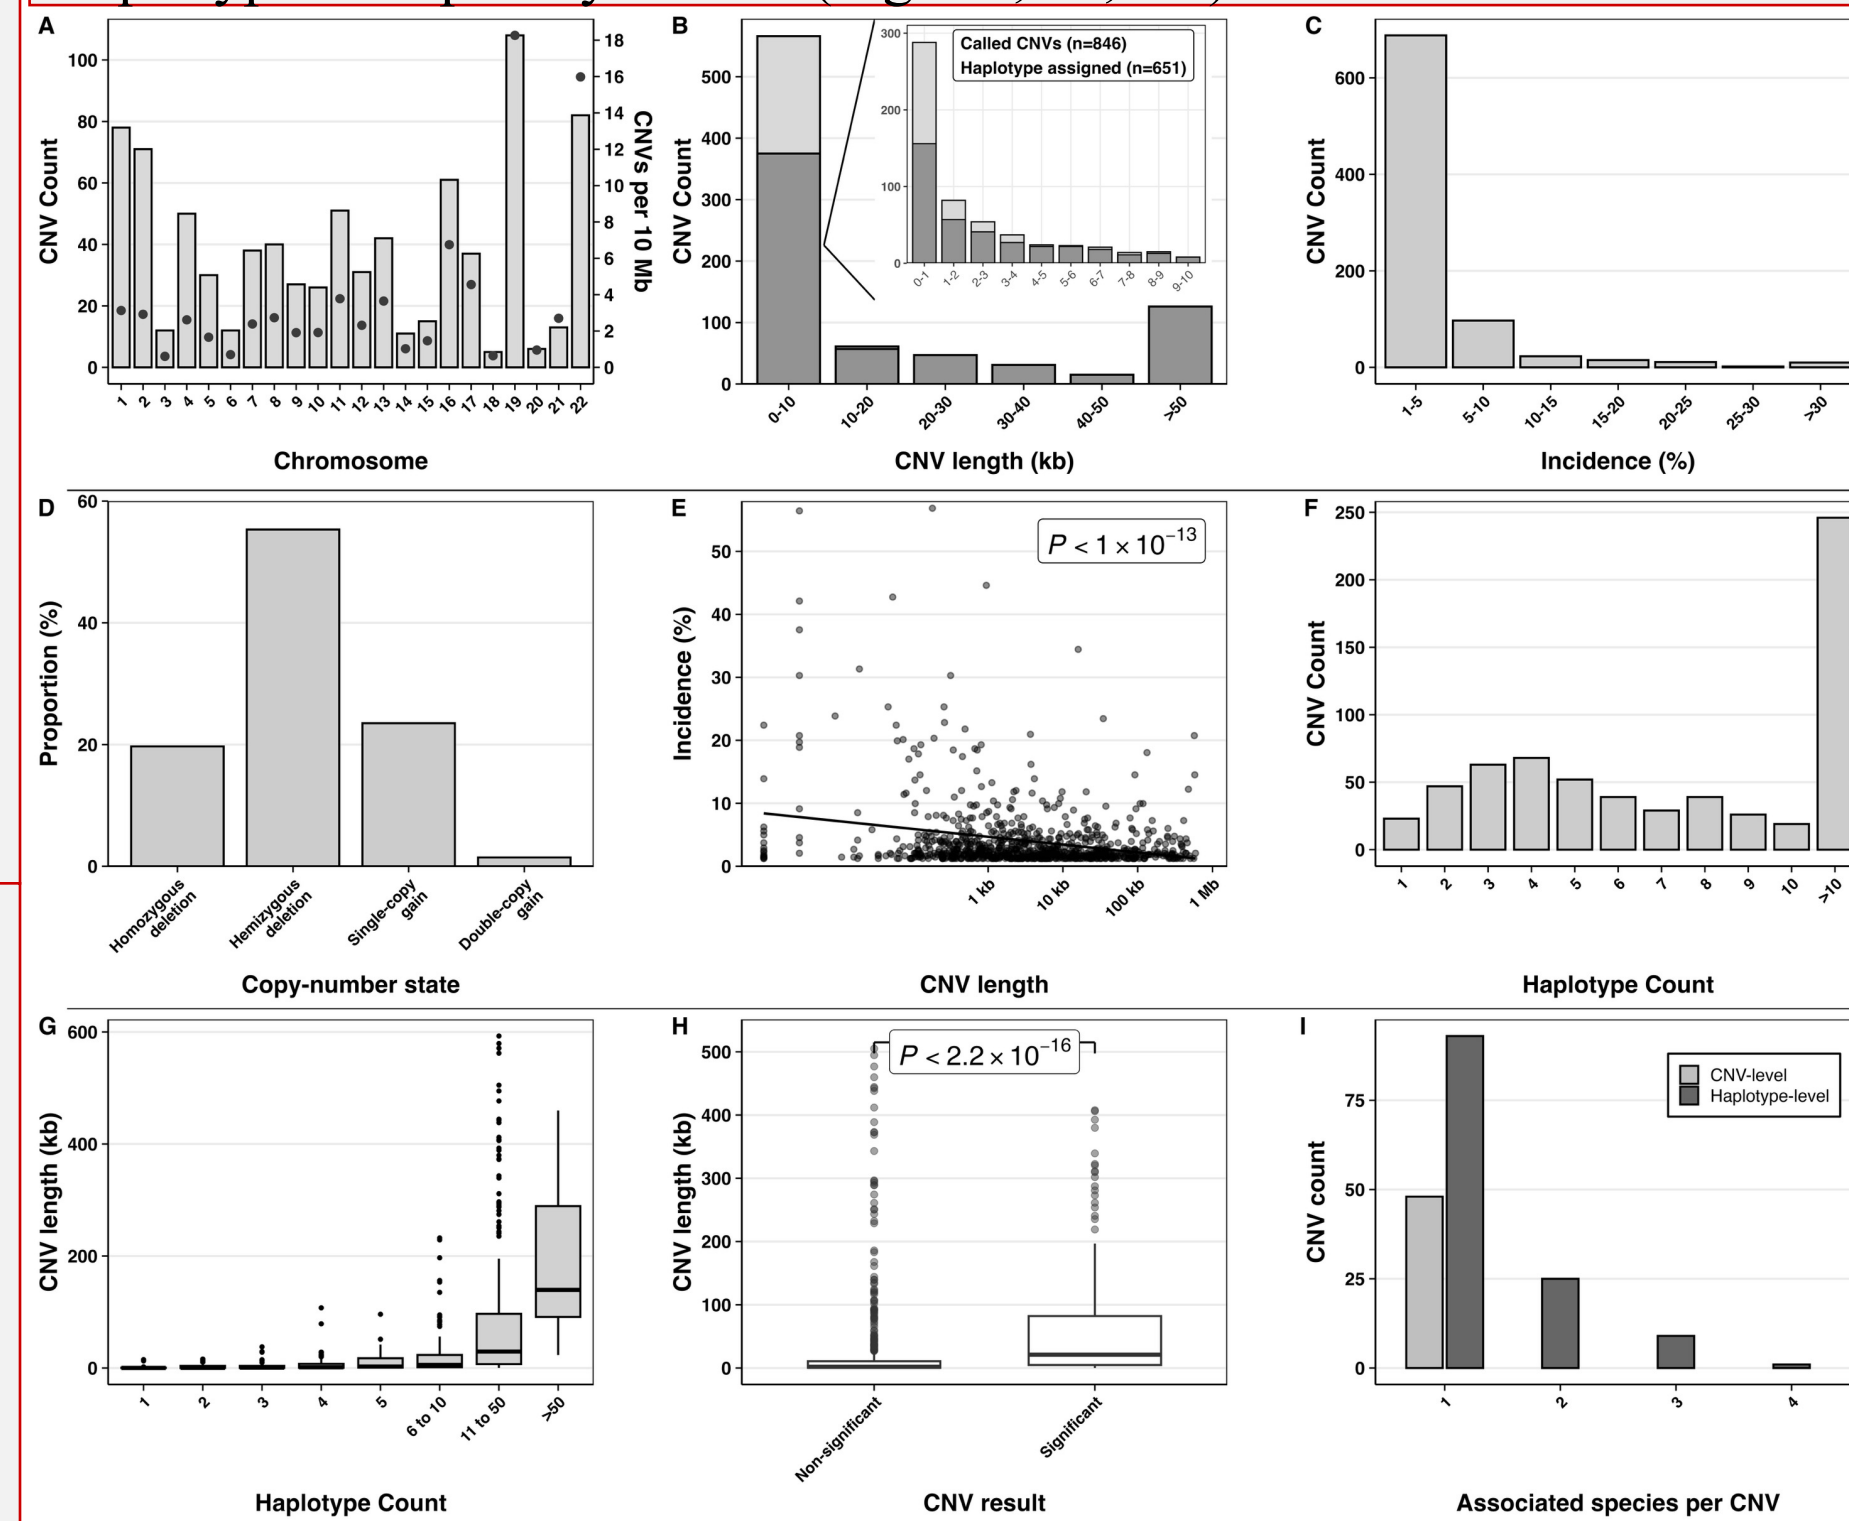 A
CNV Count
100
80
60
40
20
0
18
16
14
12
10
8
6
4
2
0
CNVs per 10 Mb
1 2 3 4 5 6 7 8 9 10 11 12 13 14 15 16 17 18 19 20 21 22
Chromosome
B
CNV Count
500
400
300
200
100
0
300
200
100
0
Called CNVs (n=846)
Haplotype assigned (n=651)
0-1 1-2 2-3 3-4 4-5 5-6 6-7 7-8 8-9 9-10
0-10 10-20 20-30 30-40 40-50 >50
CNV length (kb)
C
CNV Count
600
400
200
0
1-5 5-10 10-15 15-20 20-25 25-30 >30
Incidence (%)
D
Proportion (%)
60
40
20
0
Homozygous deletion
Hemizygous deletion
Single-copy gain
Double-copy gain
Copy-number state
E
Incidence (%)
50
40
30
20
10
0
P < 1 × 10⁻¹³
1 kb 10 kb 100 kb 1 Mb
CNV length
F
CNV Count
250
200
150
100
50
0
1 2 3 4 5 6 7 8 9 10 >10
Haplotype Count
G
CNV length (kb)
600
400
200
0
1 2 3 4 5 6 to 10 11 to 50 >50
Haplotype Count
H
CNV length (kb)
500
400
300
200
100
0
P < 2.2 × 10⁻¹⁶
Non-significant Significant
CNV result
I
CNV count
75
50
25
0
CNV-level
Haplotype-level
1 2 3 4
Associated species per CNV